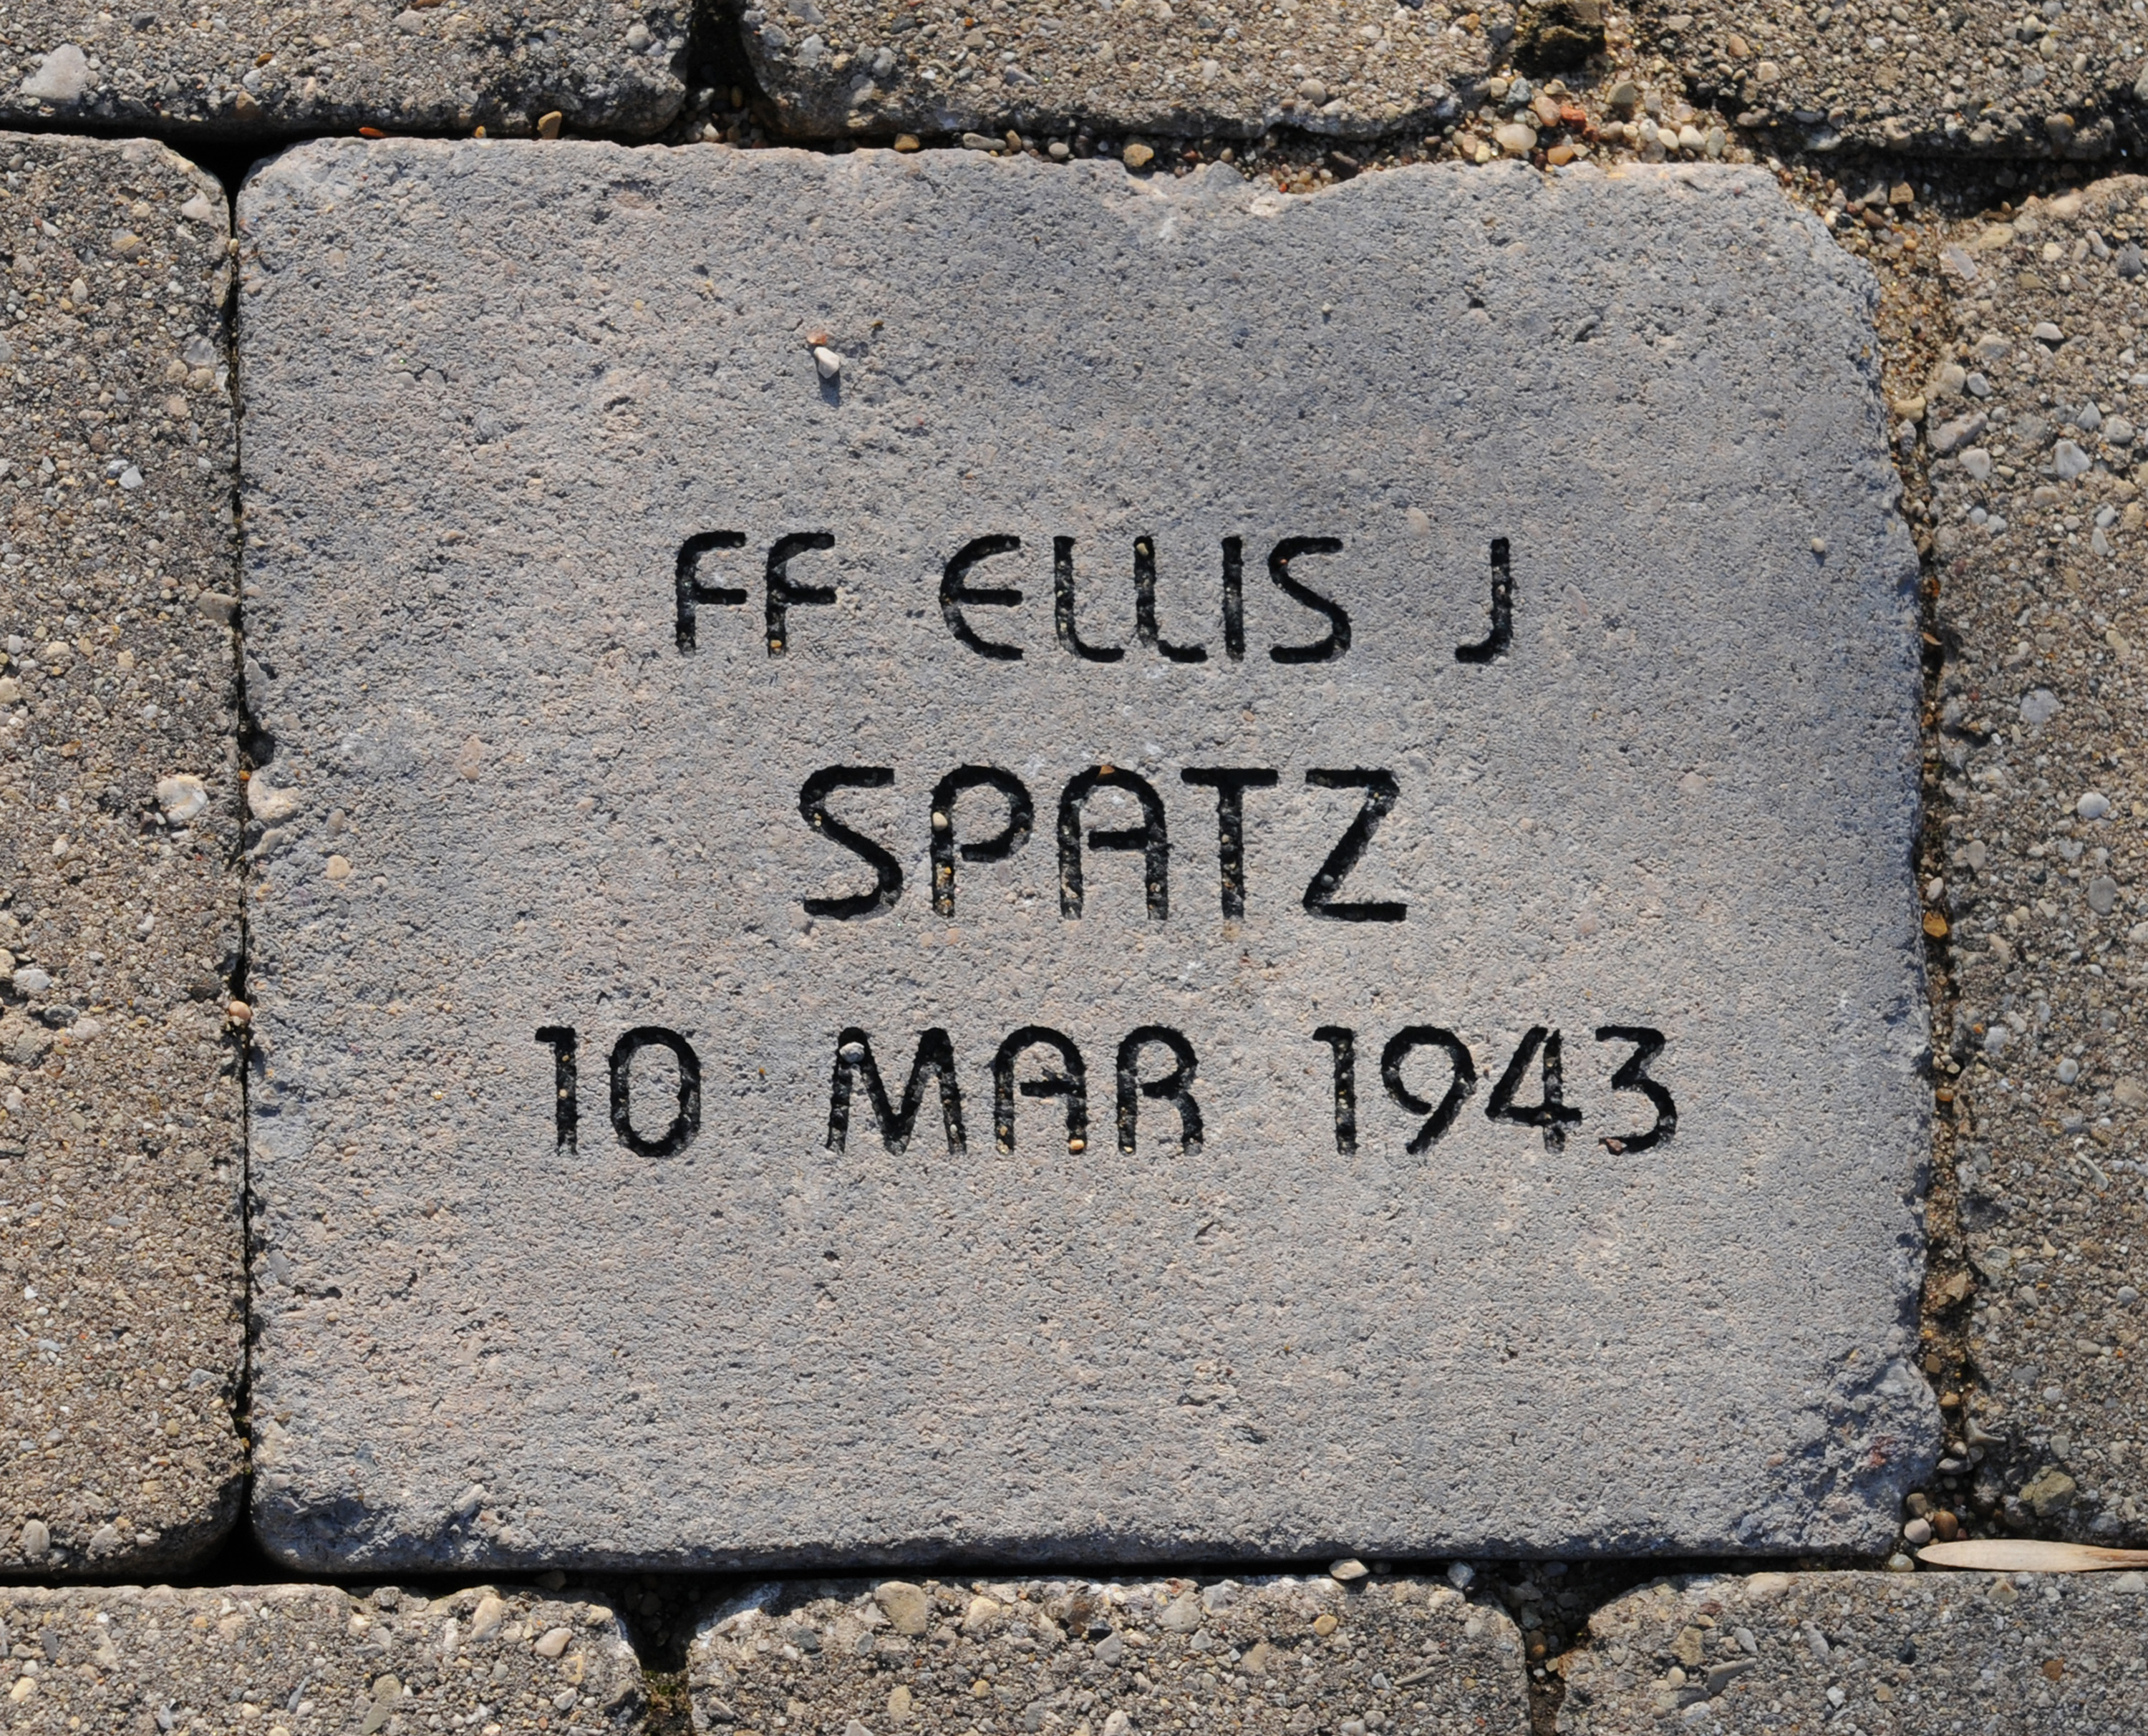 FF ELLIS J
SPATZ
10 MAR 1943